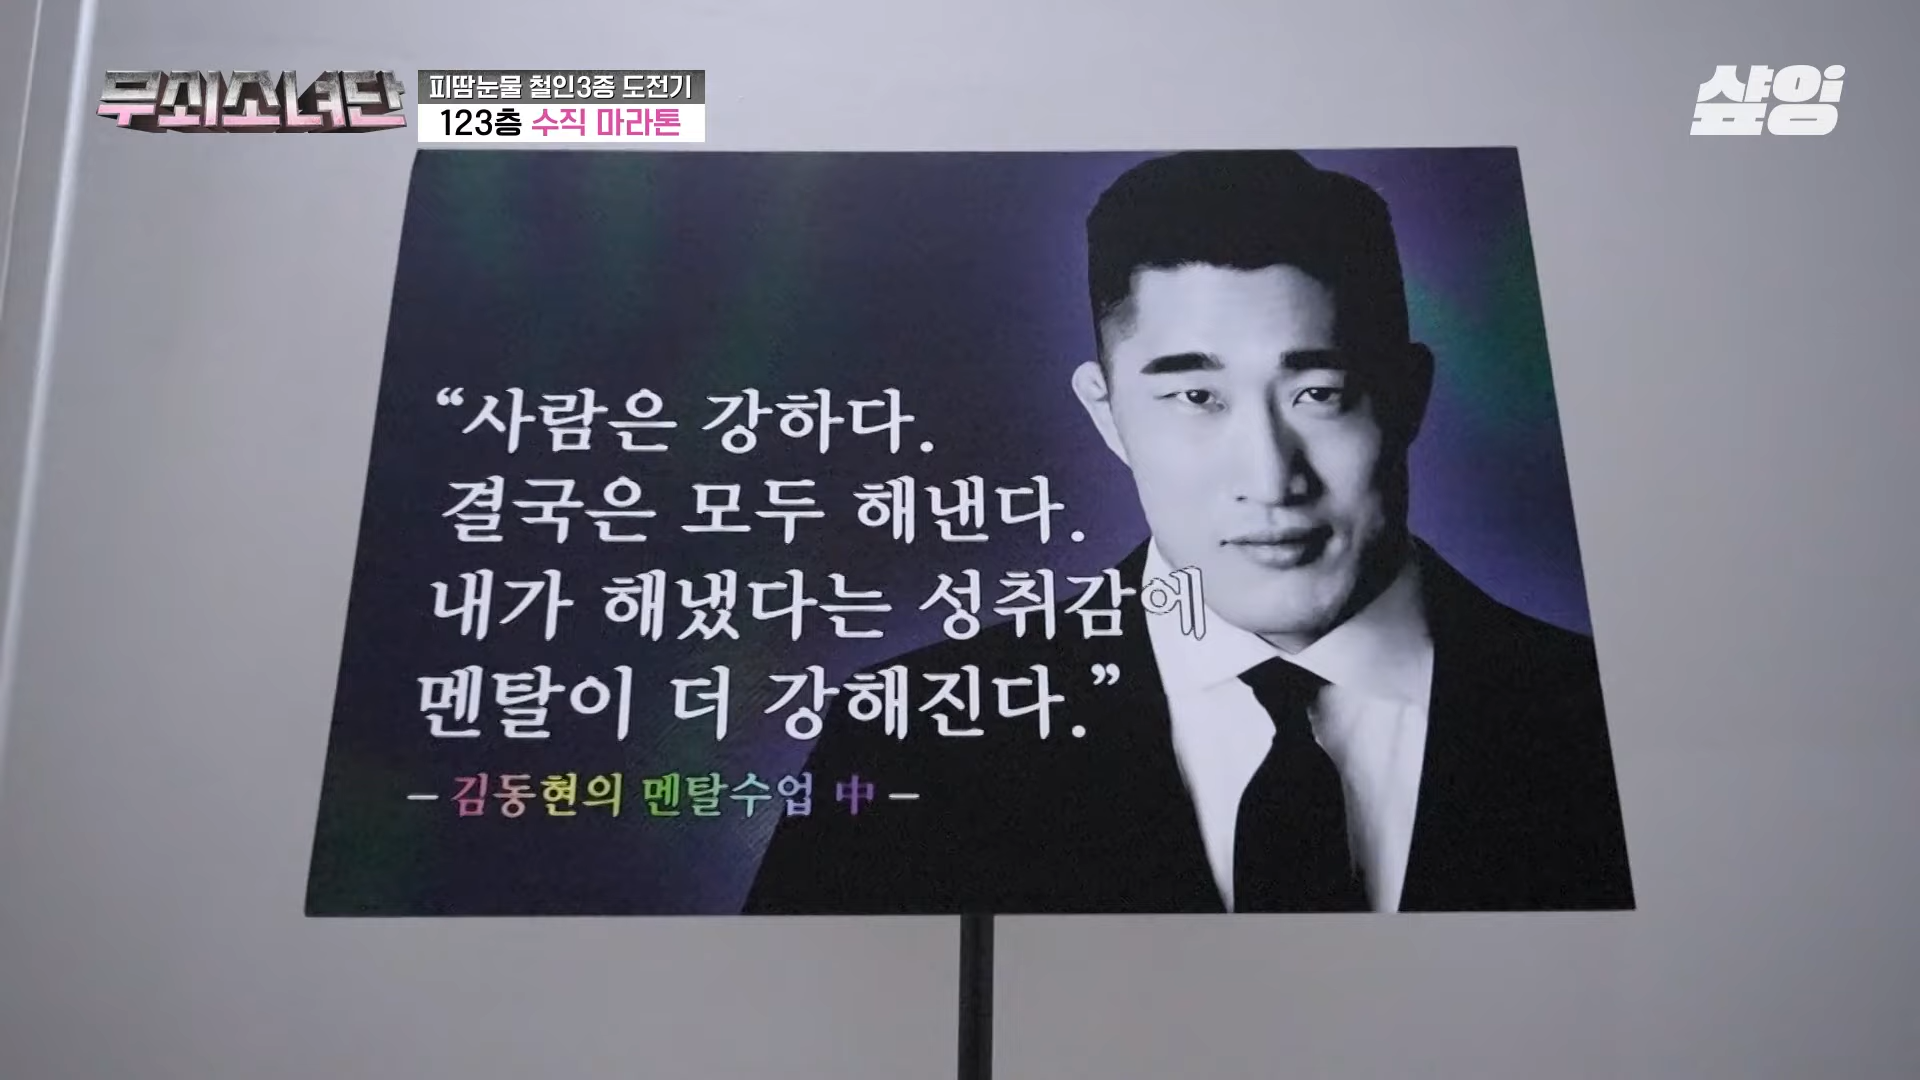 무쇠소녀단
피땀눈물 철인3종 도전기
123층 수직 마라톤
샾잉
“사람은 강하다.
결국은 모두 해낸다.
내가 해냈다는 성취감에
멘탈이 더 강해진다.”
– 김동현의 멘탈수업 中 –